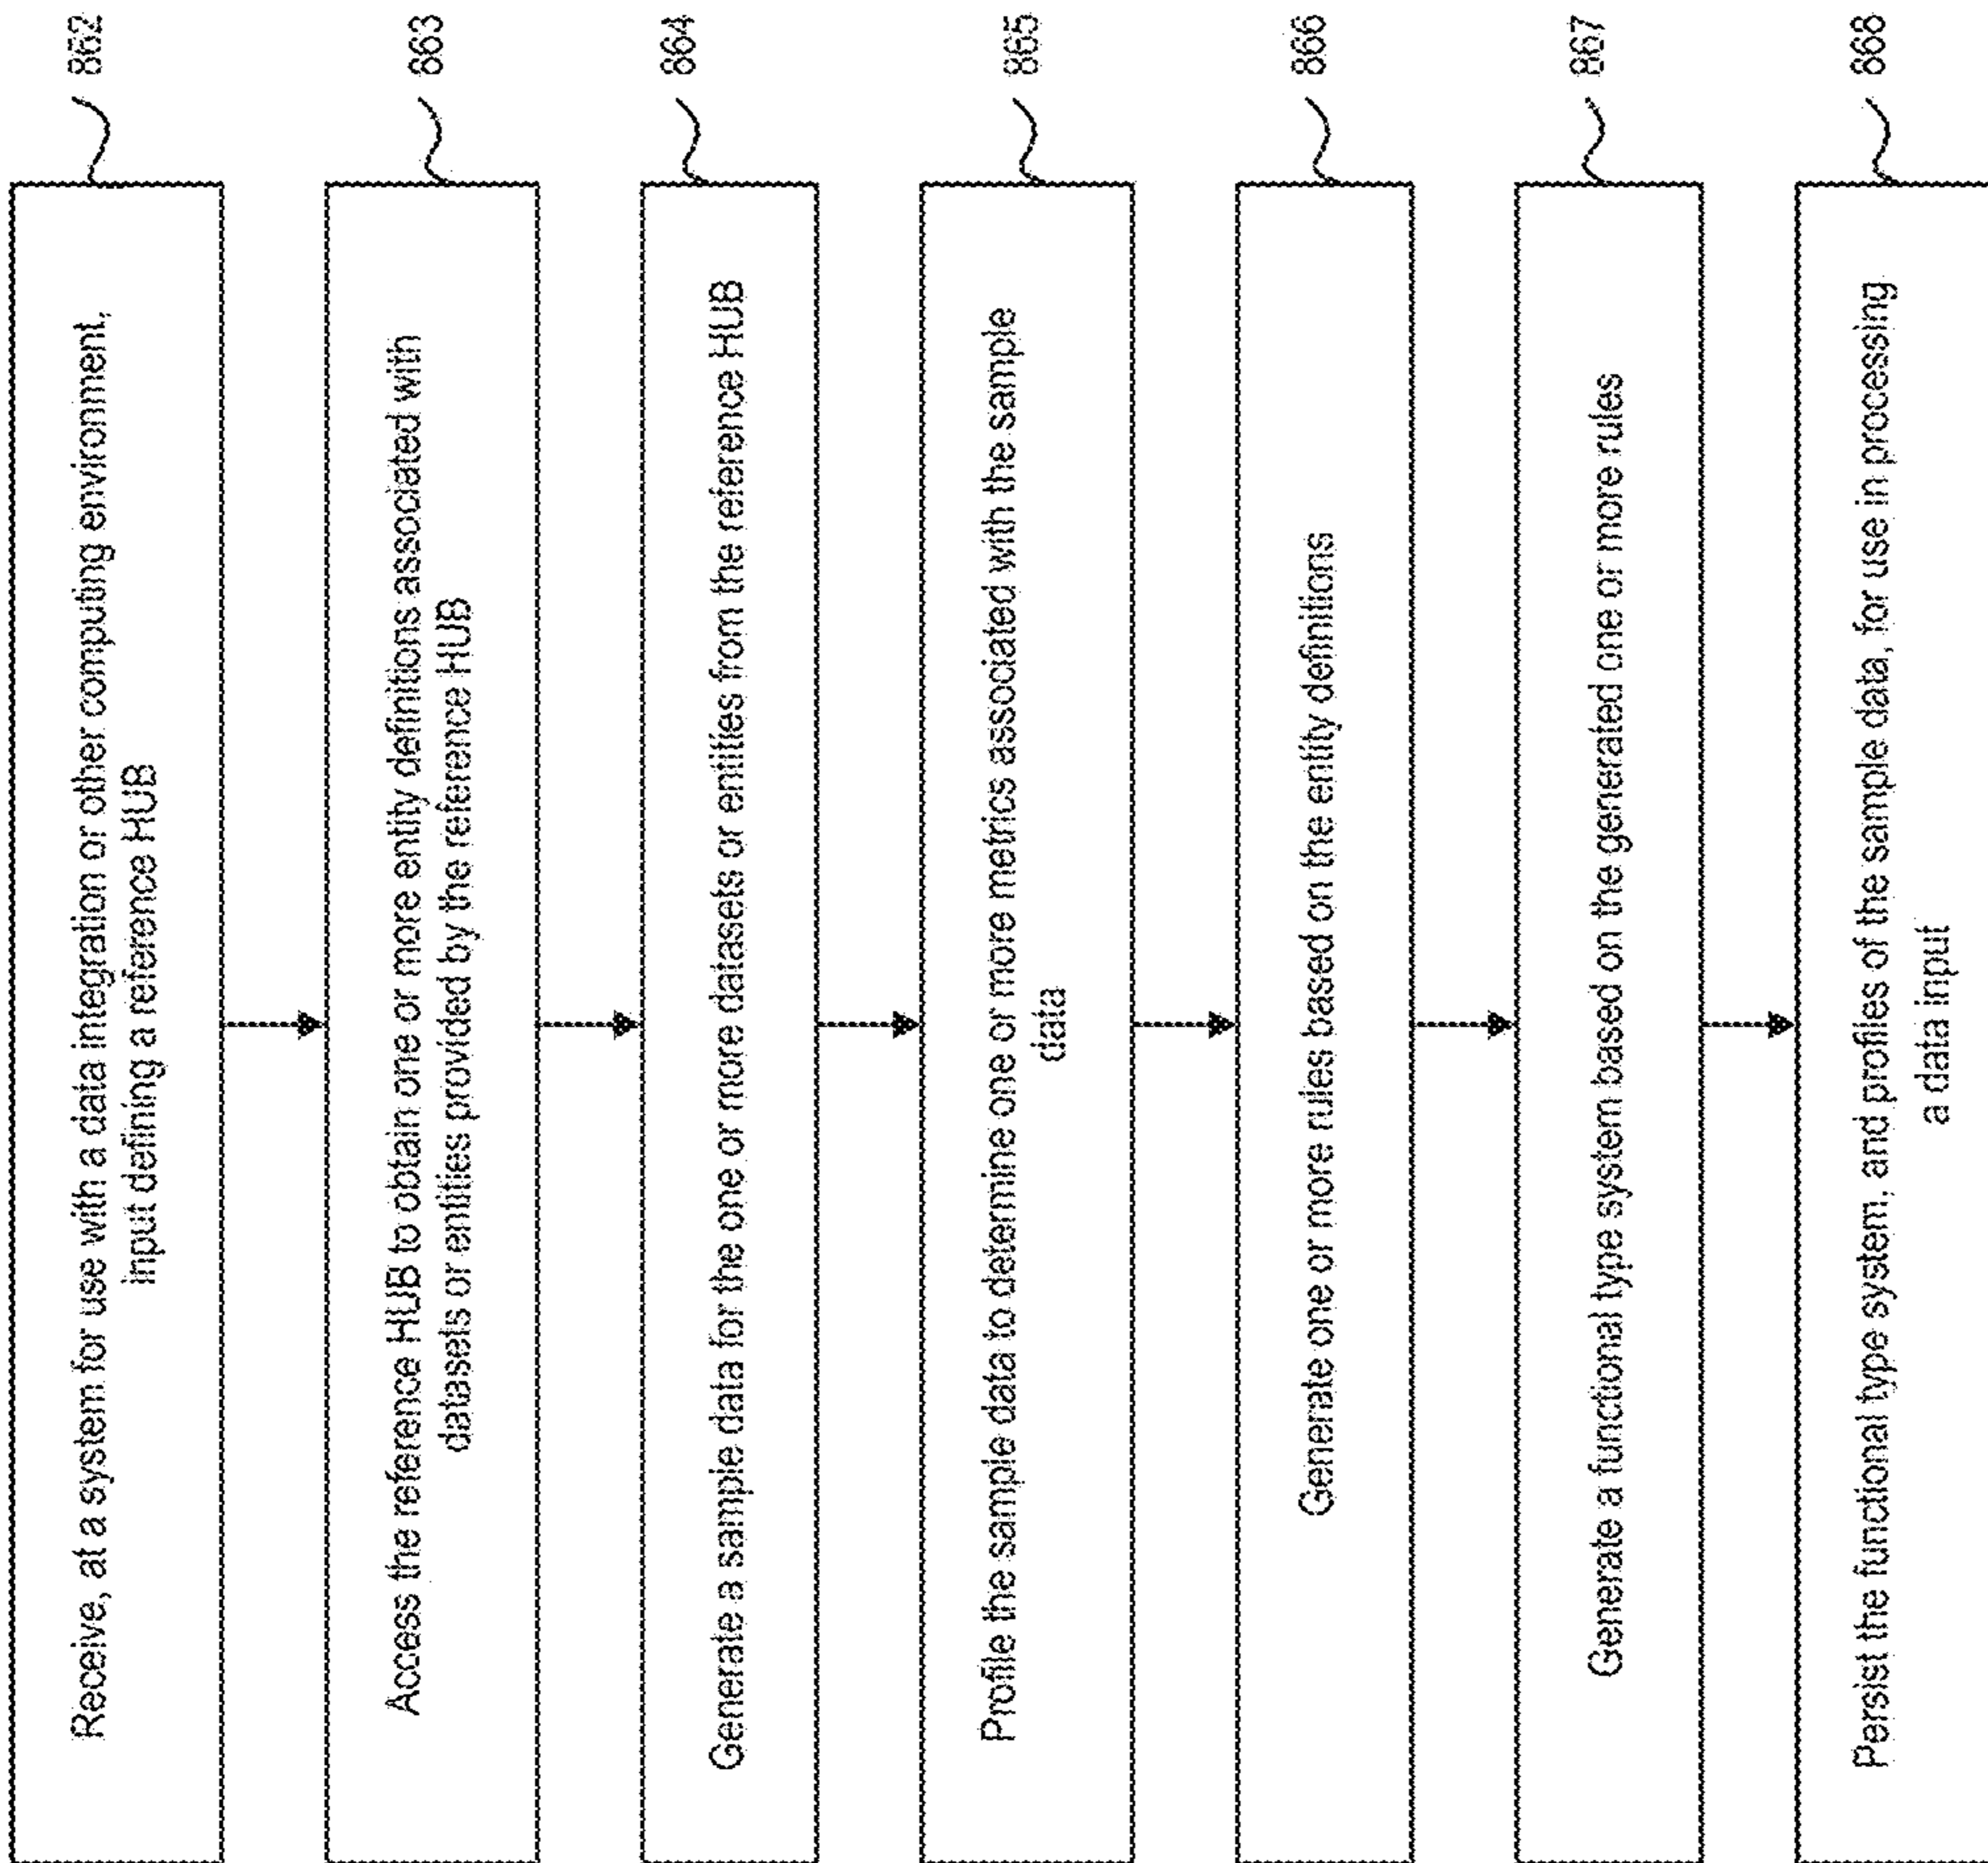 Receive, at a system for use with a data integration or other computing environment,
input defining a reference HUB
862
Access the reference HUB to obtain one or more entity definitions associated with
datasets or entities provided by the reference HUB
863
Generate a sample data for the one or more datasets or entities from the reference HUB
864
Profile the sample data to determine one or more metrics associated with the sample
data
865
Generate one or more rules based on the entity definitions
866
Generate a functional type system based on the generated one or more rules
867
Persist the functional type system, and profiles of the sample data, for use in processing
a data input
868